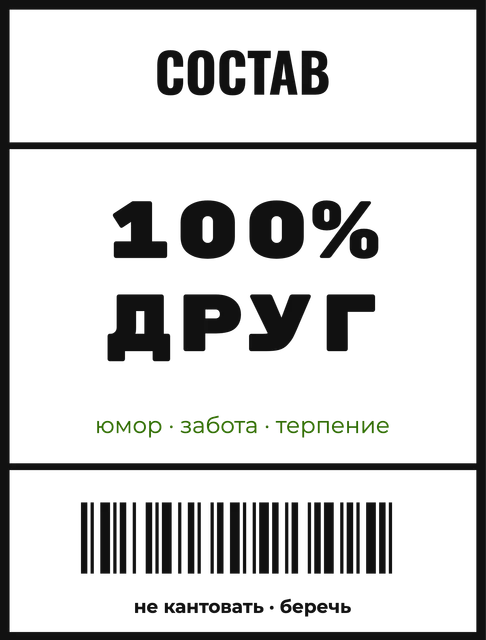 СОСТАВ
100%
ДРУГ
юмор · забота · терпение
не кантовать · беречь